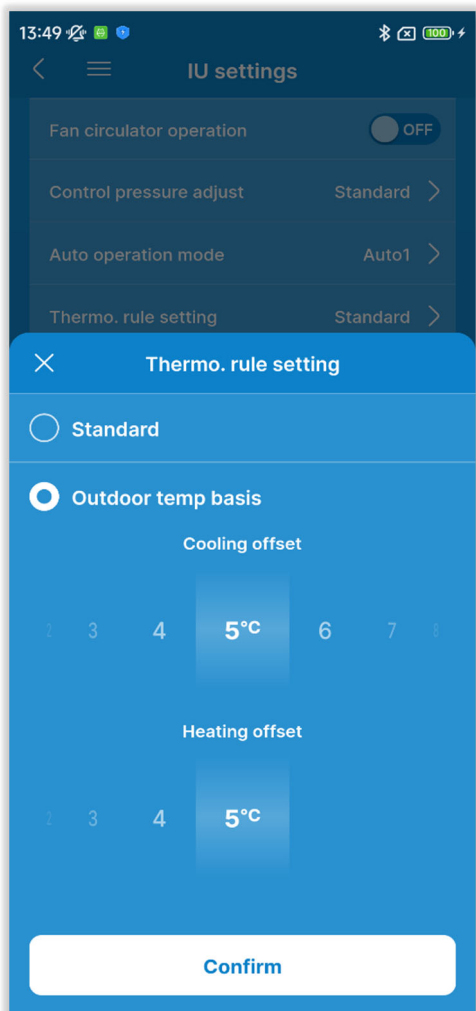 13:49 100
IU settings
Fan circulator operation OFF
Control pressure adjust Standard
Auto operation mode Auto1
Thermo. rule setting Standard
Thermo. rule setting
Standard
Outdoor temp basis
Cooling offset
2 3 4 5°C 6 7 8
Heating offset
2 3 4 5°C
Confirm